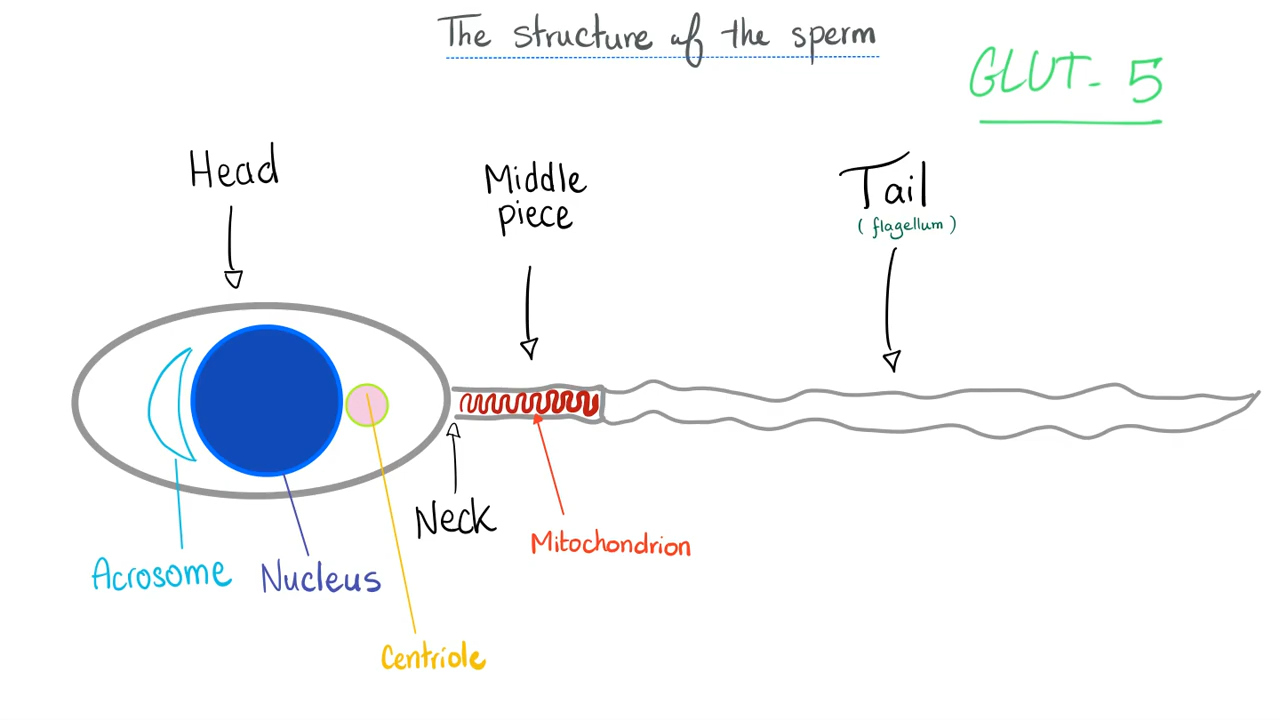 The structure of the sperm
GLUT-5
Head
Middle
piece
Tail
(flagellum)
Neck
Mitochondrion
Acrosome
Nucleus
Centriole